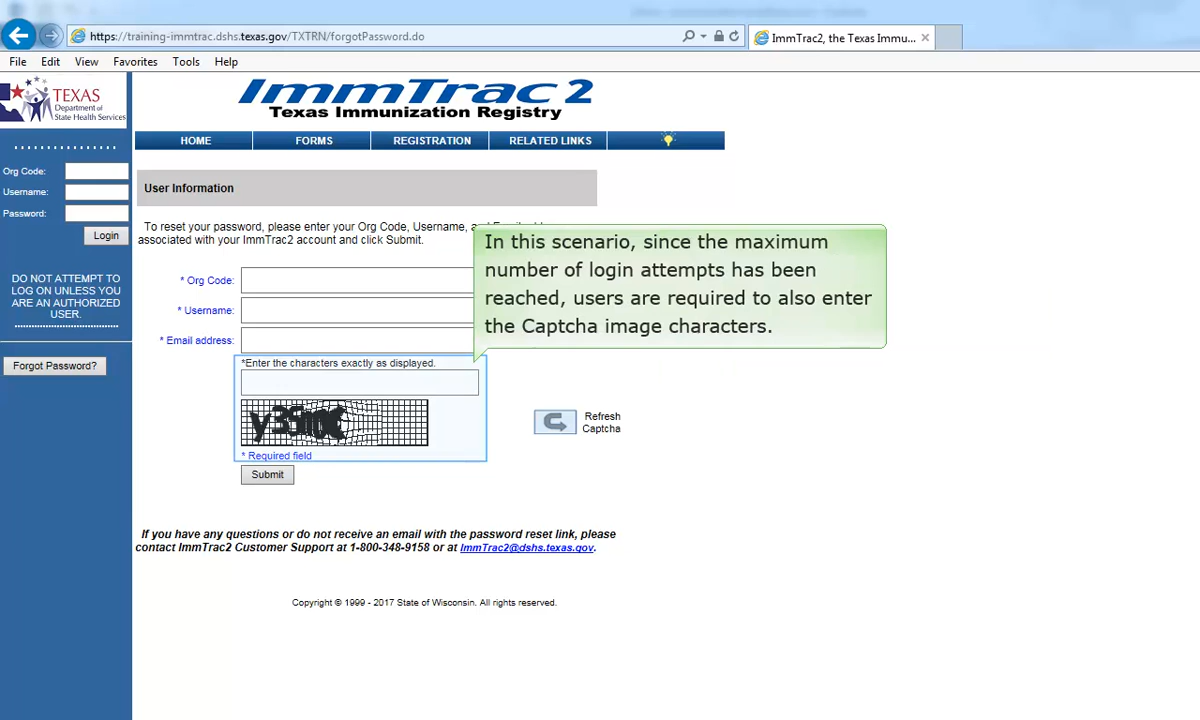 https://training-immtrac.dshs.texas.gov/TXTRN/forgotPassword.do
ImmTrac2, the Texas Immu...
File Edit View Favorites Tools Help
TEXAS
Department of
State Health Services
ImmTrac2
Texas Immunization Registry
HOME FORMS REGISTRATION RELATED LINKS
Org Code:
Username:
Password:
Login
DO NOT ATTEMPT TO
LOG ON UNLESS YOU
ARE AN AUTHORIZED
USER.
Forgot Password?
User Information
To reset your password, please enter your Org Code, Username,
associated with your ImmTrac2 account and click Submit.
* Org Code:
* Username:
* Email address:
In this scenario, since the maximum
number of login attempts has been
reached, users are required to also enter
the Captcha image characters.
*Enter the characters exactly as displayed.
Refresh
Captcha
* Required field
Submit
If you have any questions or do not receive an email with the password reset link, please
contact ImmTrac2 Customer Support at 1-800-348-9158 or at ImmTrac2@dshs.texas.gov.
Copyright © 1999 - 2017 State of Wisconsin. All rights reserved.